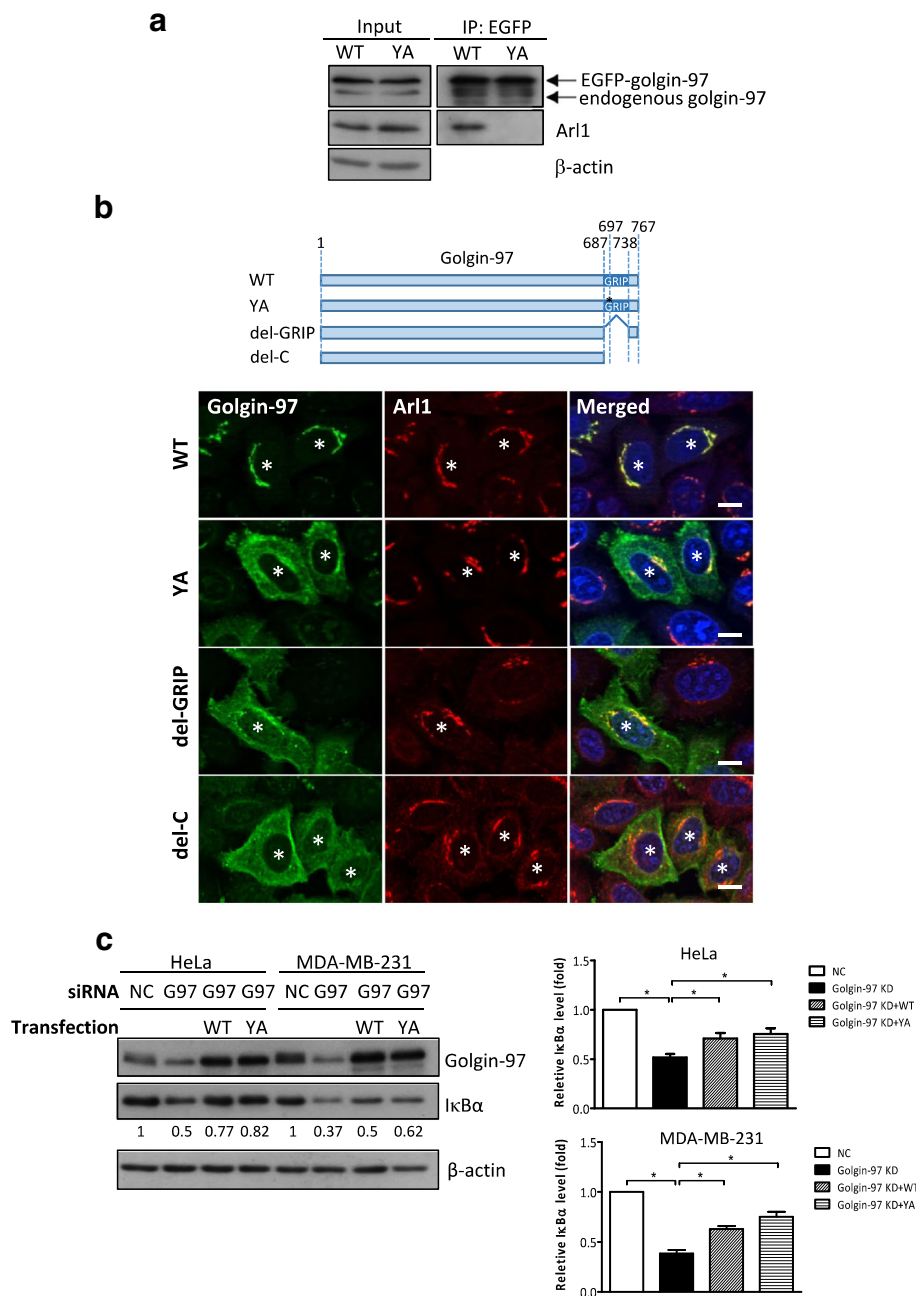 a
Input IP: EGFP
WT YA WT YA
EGFP-golgin-97
endogenous golgin-97
Arl1
β-actin
b
697 767
1 687 738
Golgin-97
WT GRIP
YA * GRIP
del-GRIP
del-C
Golgin-97 Arl1 Merged
WT * * * * * *
YA * * * * * *
del-GRIP * * *
del-C * * * * * * * * *
c
HeLa MDA-MB-231
siRNA NC G97 G97 G97 NC G97 G97 G97
Transfection WT YA WT YA
Golgin-97
IκBα
1 0.5 0.77 0.82 1 0.37 0.5 0.62
β-actin
HeLa
Reletive IκBα level (fold)
1.5
1.0
0.5
0.0
* * *
NC
Golgin-97 KD
Golgin-97 KD+WT
Golgin-97 KD+YA
MDA-MB-231
Relative IκBα level (fold)
1.5
1.0
0.5
0.0
* * *
NC
Golgin-97 KD
Golgin-97 KD+WT
Golgin-97 KD+YA